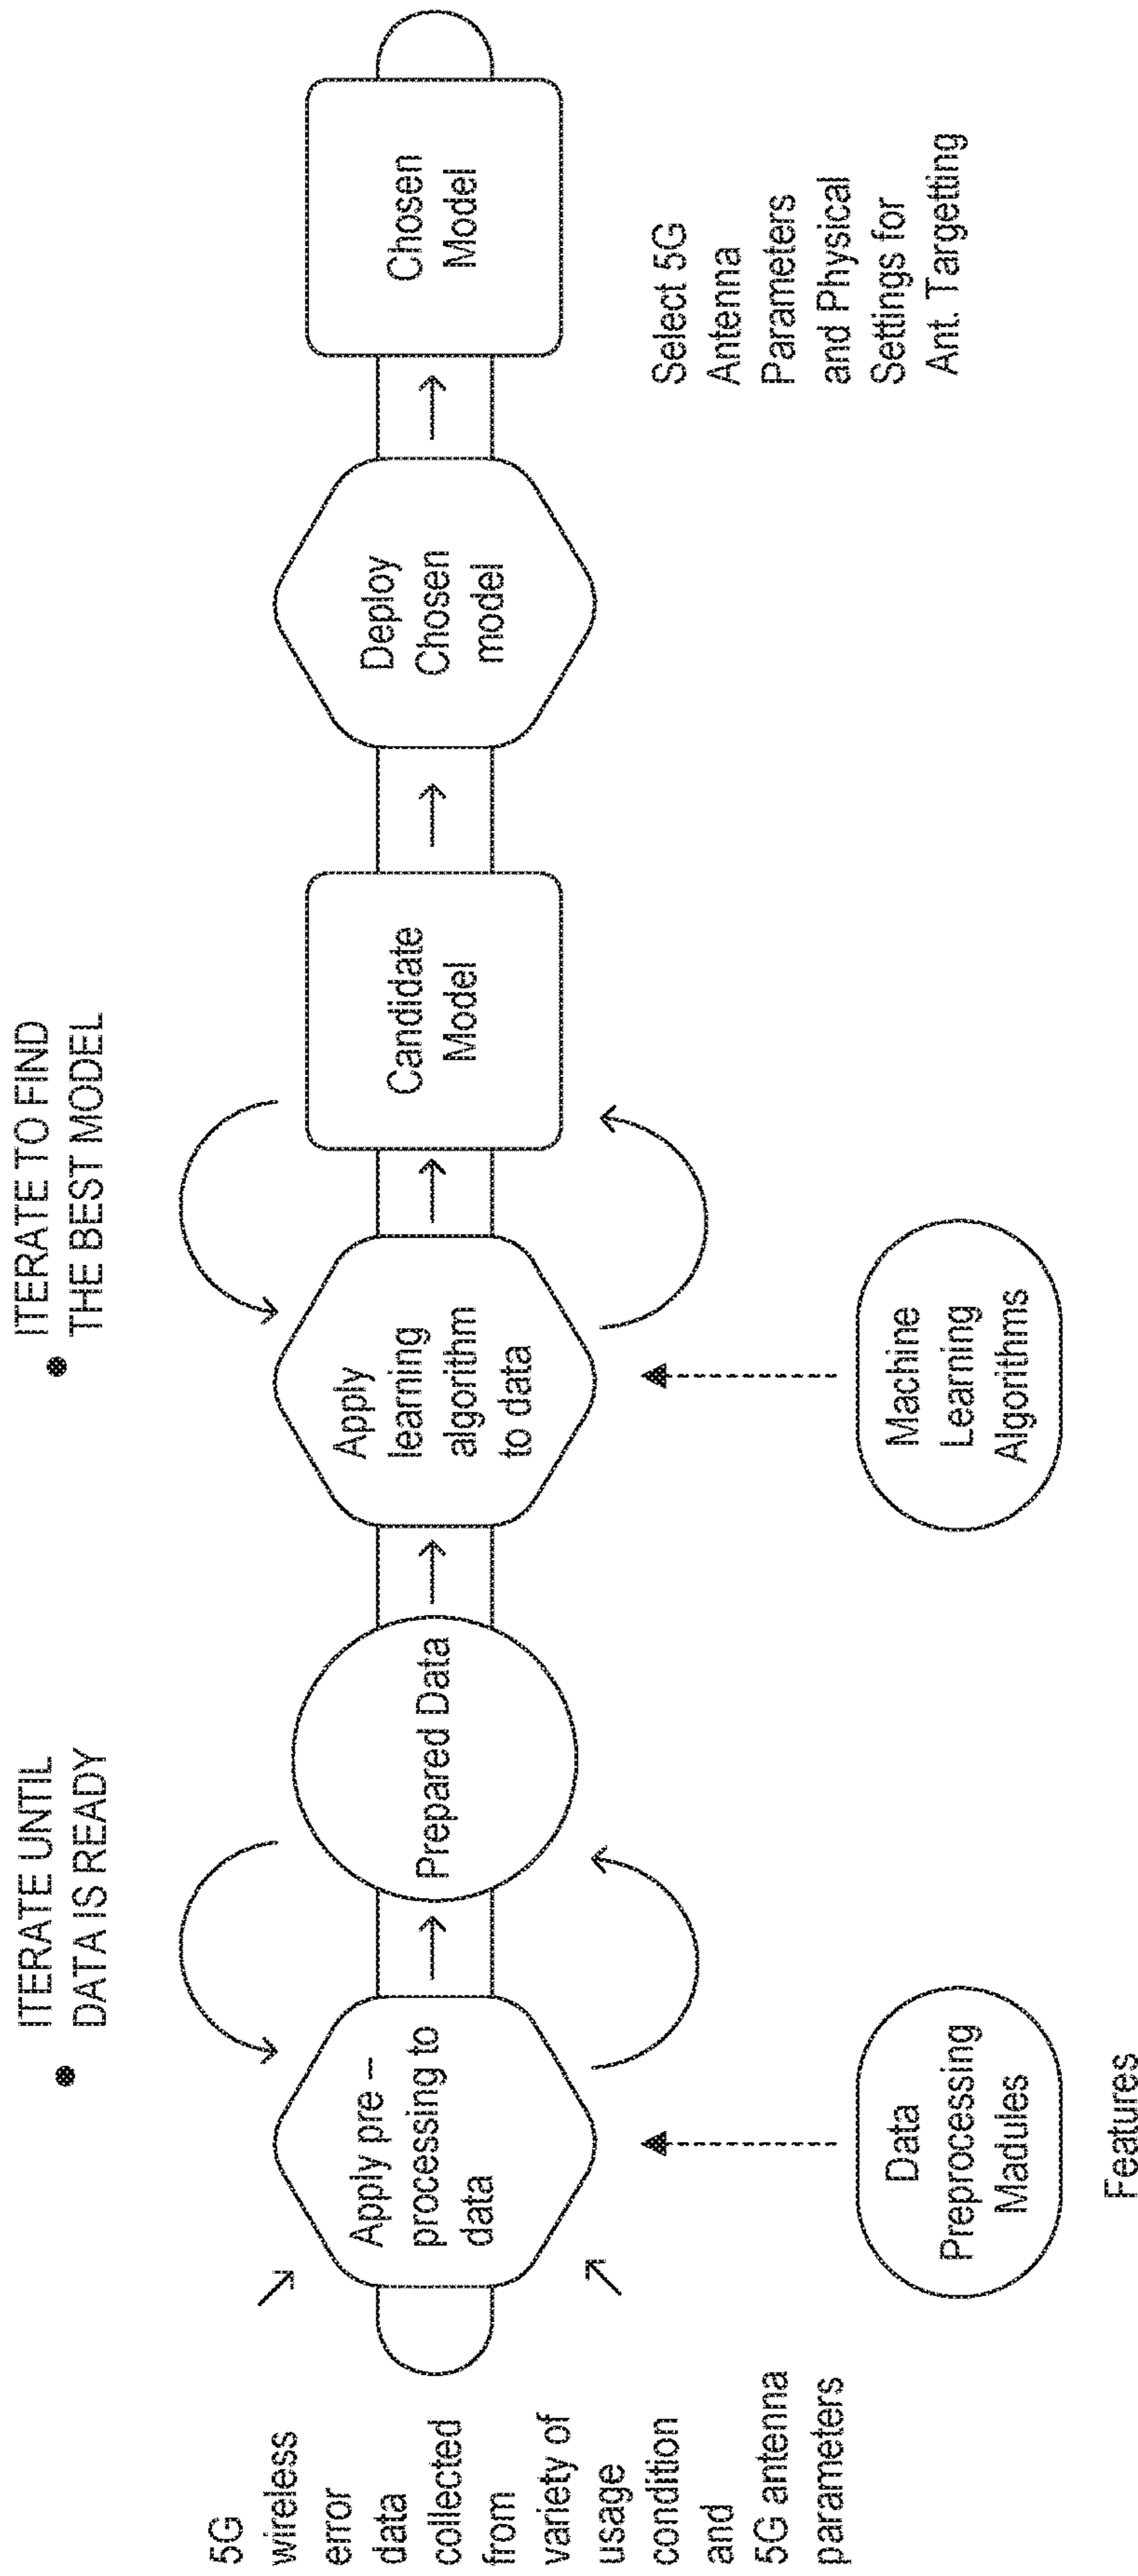 ITERATE UNTIL
DATA IS READY
ITERATE TO FIND
THE BEST MODEL
5G
wireless
error
data
collected
from
variety of
usage
condition
and
5G antenna
parameters
Apply pre –
processing to
data
Prepared Data
Apply
learning
algorithm
to data
Candidate
Model
Deploy
Chosen
model
Chosen
Model
Select 5G
Antenna
Parameters
and Physical
Settings for
Ant. Targetting
Data
Preprocessing
Madules
Features
Machine
Learning
Algorithms